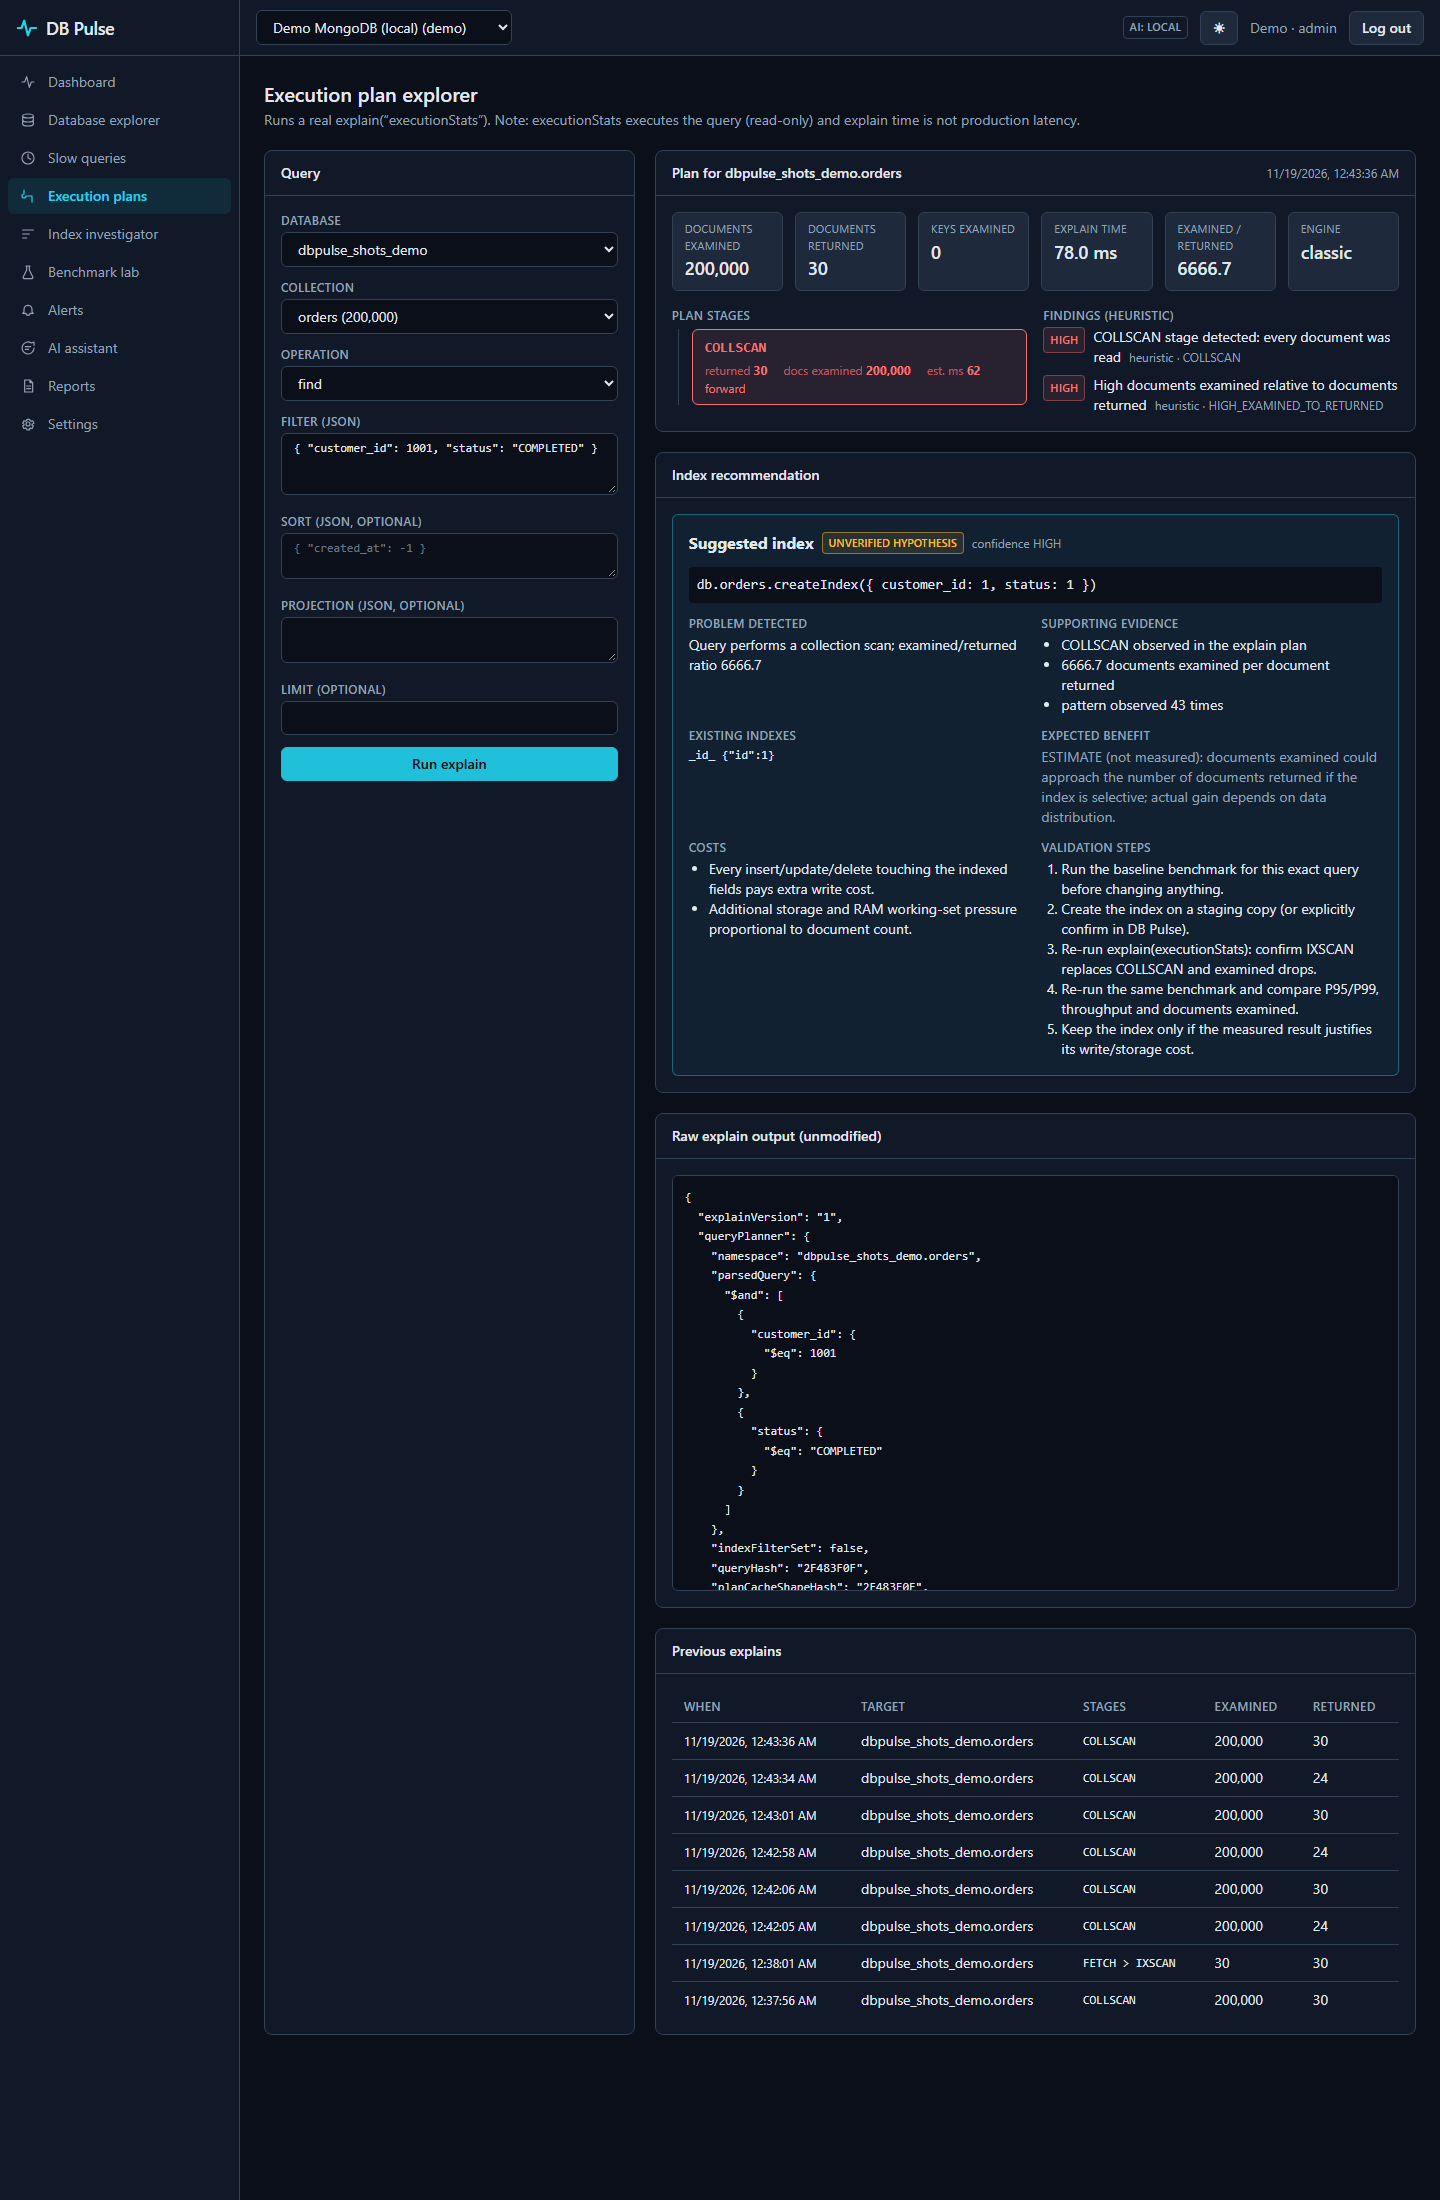 DB Pulse
Demo MongoDB (local) (demo)
AI: LOCAL
Demo · admin
Log out
Dashboard
Database explorer
Slow queries
Execution plans
Index investigator
Benchmark lab
Alerts
AI assistant
Reports
Settings
Execution plan explorer
Runs a real explain(“executionStats”). Note: executionStats executes the query (read-only) and explain time is not production latency.
Query
DATABASE
dbpulse_shots_demo
COLLECTION
orders (200,000)
OPERATION
find
FILTER (JSON)
{ "customer_id": 1001, "status": "COMPLETED" }
SORT (JSON, OPTIONAL)
{ "created_at": -1 }
PROJECTION (JSON, OPTIONAL)
LIMIT (OPTIONAL)
Run explain
Plan for dbpulse_shots_demo.orders
11/19/2026, 12:43:36 AM
DOCUMENTS
EXAMINED
200,000
DOCUMENTS
RETURNED
30
KEYS EXAMINED
0
EXPLAIN TIME
78.0 ms
EXAMINED /
RETURNED
6666.7
ENGINE
classic
PLAN STAGES
COLLSCAN
returned 30 docs examined 200,000 est. ms 62
forward
FINDINGS (HEURISTIC)
HIGH COLLSCAN stage detected: every document was
read heuristic · COLLSCAN
HIGH High documents examined relative to documents
returned heuristic · HIGH_EXAMINED_TO_RETURNED
Index recommendation
Suggested index UNVERIFIED HYPOTHESIS confidence HIGH
db.orders.createIndex({ customer_id: 1, status: 1 })
PROBLEM DETECTED
Query performs a collection scan; examined/returned
ratio 6666.7
SUPPORTING EVIDENCE
• COLLSCAN observed in the explain plan
• 6666.7 documents examined per document
returned
• pattern observed 43 times
EXISTING INDEXES
_id_ {"id":1}
EXPECTED BENEFIT
ESTIMATE (not measured): documents examined could
approach the number of documents returned if the
index is selective; actual gain depends on data
distribution.
COSTS
• Every insert/update/delete touching the indexed
fields pays extra write cost.
• Additional storage and RAM working-set pressure
proportional to document count.
VALIDATION STEPS
1. Run the baseline benchmark for this exact query
before changing anything.
2. Create the index on a staging copy (or explicitly
confirm in DB Pulse).
3. Re-run explain(executionStats): confirm IXSCAN
replaces COLLSCAN and examined drops.
4. Re-run the same benchmark and compare P95/P99,
throughput and documents examined.
5. Keep the index only if the measured result justifies
its write/storage cost.
Raw explain output (unmodified)
{
"explainVersion": "1",
"queryPlanner": {
"namespace": "dbpulse_shots_demo.orders",
"parsedQuery": {
"$and": [
{
"customer_id": {
"$eq": 1001
}
},
{
"status": {
"$eq": "COMPLETED"
}
}
]
},
"indexFilterSet": false,
"queryHash": "2F483F0F",
"planCacheShapeHash": "2F483F0F",
Previous explains
WHEN TARGET STAGES EXAMINED RETURNED
11/19/2026, 12:43:36 AM dbpulse_shots_demo.orders COLLSCAN 200,000 30
11/19/2026, 12:43:34 AM dbpulse_shots_demo.orders COLLSCAN 200,000 24
11/19/2026, 12:43:01 AM dbpulse_shots_demo.orders COLLSCAN 200,000 30
11/19/2026, 12:42:58 AM dbpulse_shots_demo.orders COLLSCAN 200,000 24
11/19/2026, 12:42:06 AM dbpulse_shots_demo.orders COLLSCAN 200,000 30
11/19/2026, 12:42:05 AM dbpulse_shots_demo.orders COLLSCAN 200,000 24
11/19/2026, 12:38:01 AM dbpulse_shots_demo.orders FETCH > IXSCAN 30 30
11/19/2026, 12:37:56 AM dbpulse_shots_demo.orders COLLSCAN 200,000 30